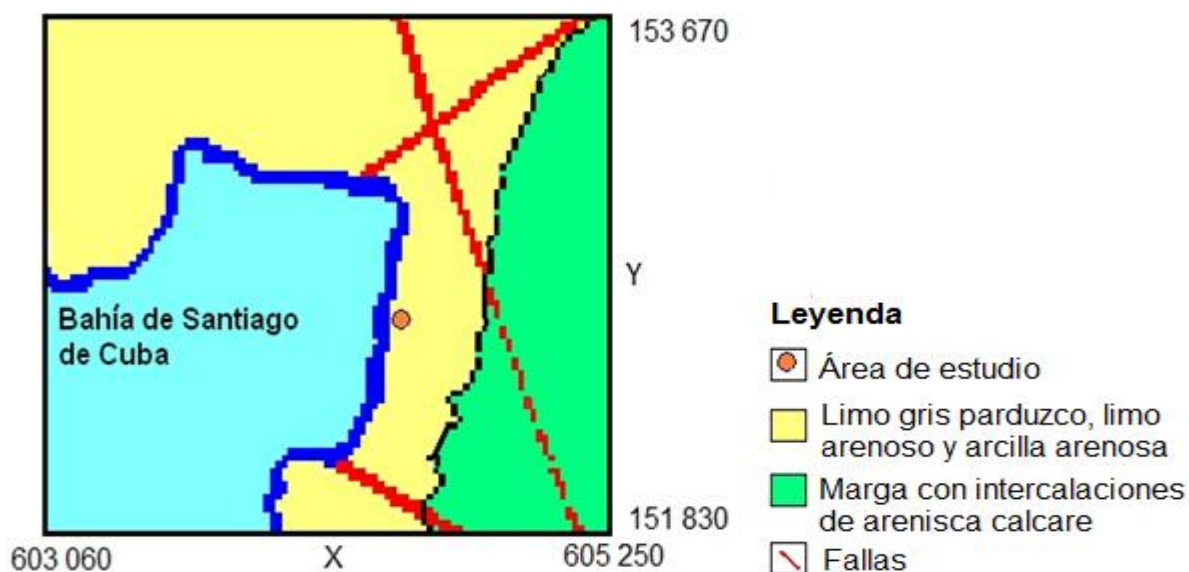 153 670
Y
Bahía de Santiago
de Cuba
151 830
603 060
X
605 250
Leyenda
Área de estudio
Limo gris parduzco, limo
arenoso y arcilla arenosa
Marga con intercalaciones
de arenisca calcare
Fallas